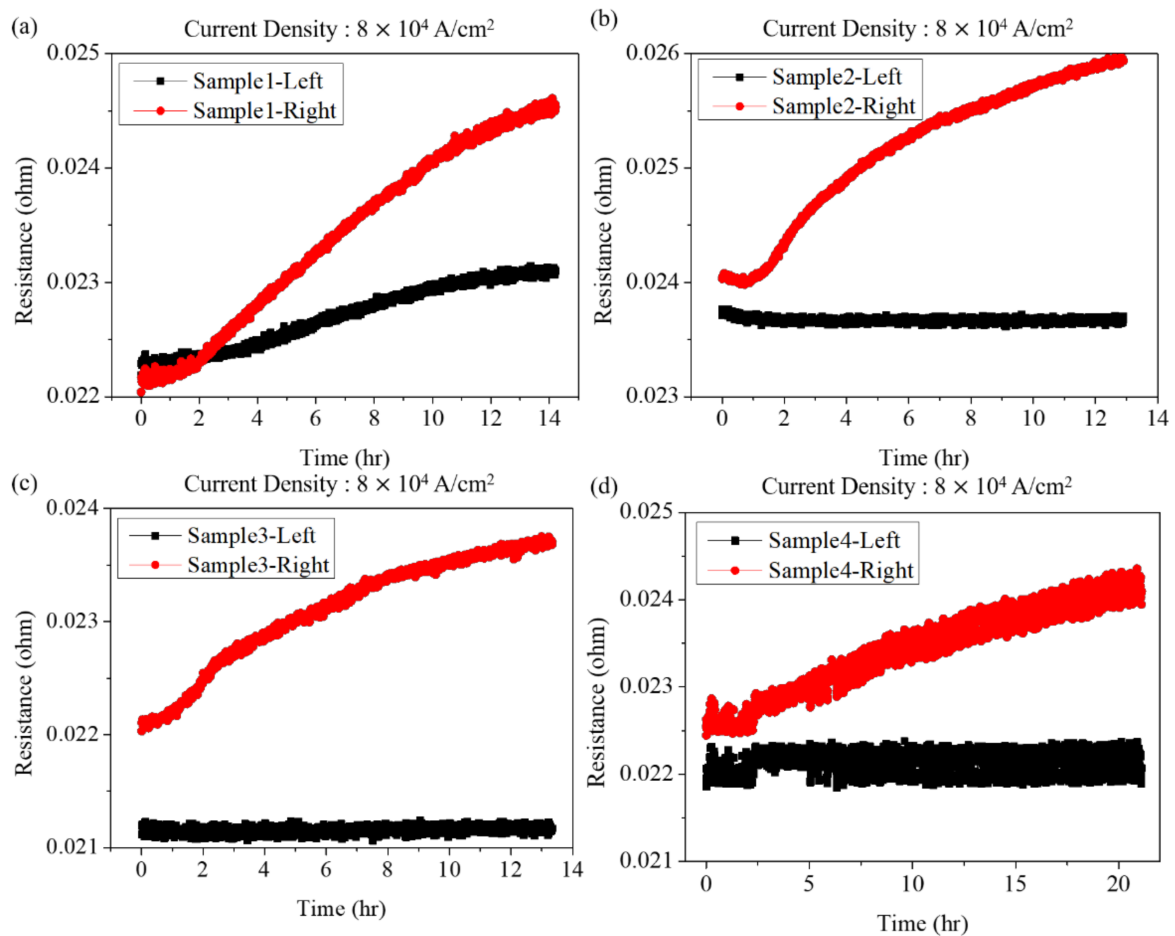 (a)
Current Density : 8 × 10⁴ A/cm²
Sample1-Left
Sample1-Right
0.025
0.024
0.023
0.022
Resistance (ohm)
0 2 4 6 8 10 12 14
Time (hr)
(b)
Current Density : 8 × 10⁴ A/cm²
Sample2-Left
Sample2-Right
0.026
0.026
0.025
0.024
0.023
Resistance (ohm)
0 2 4 6 8 10 12 14
Time (hr)
(c)
Current Density : 8 × 10⁴ A/cm²
Sample3-Left
Sample3-Right
0.024
0.023
0.022
0.021
Resistance (ohm)
0 2 4 6 8 10 12 14
Time (hr)
(d)
Current Density : 8 × 10⁴ A/cm²
Sample4-Left
Sample4-Right
0.025
0.024
0.023
0.022
0.021
Resistance (ohm)
0 5 10 15 20
Time (hr)